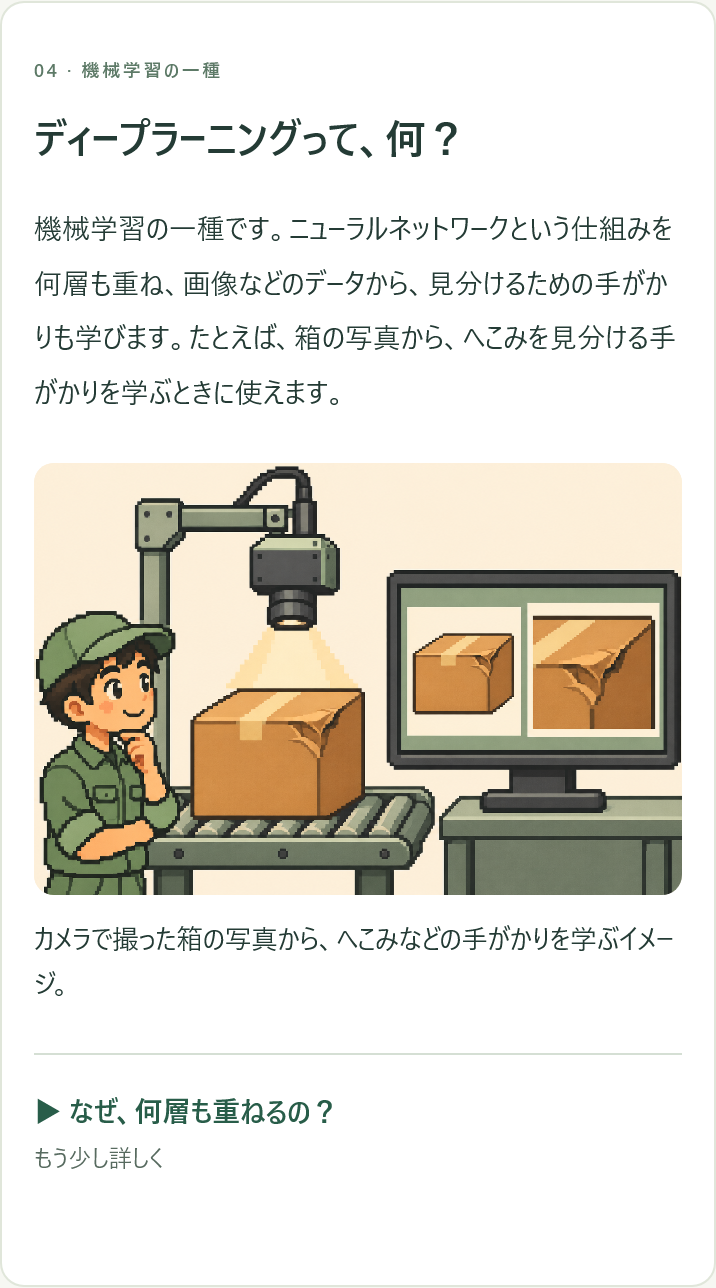 04 · 機械学習の一種
ディープラーニングって、何？
機械学習の一種です。ニューラルネットワークという仕組みを
何層も重ね、画像などのデータから、見分けるための手がか
りも学びます。たとえば、箱の写真から、へこみを見分ける手
がかりを学ぶときに使えます。
カメラで撮った箱の写真から、へこみなどの手がかりを学ぶイメー
ジ。
▶ なぜ、何層も重ねるの？
もう少し詳しく